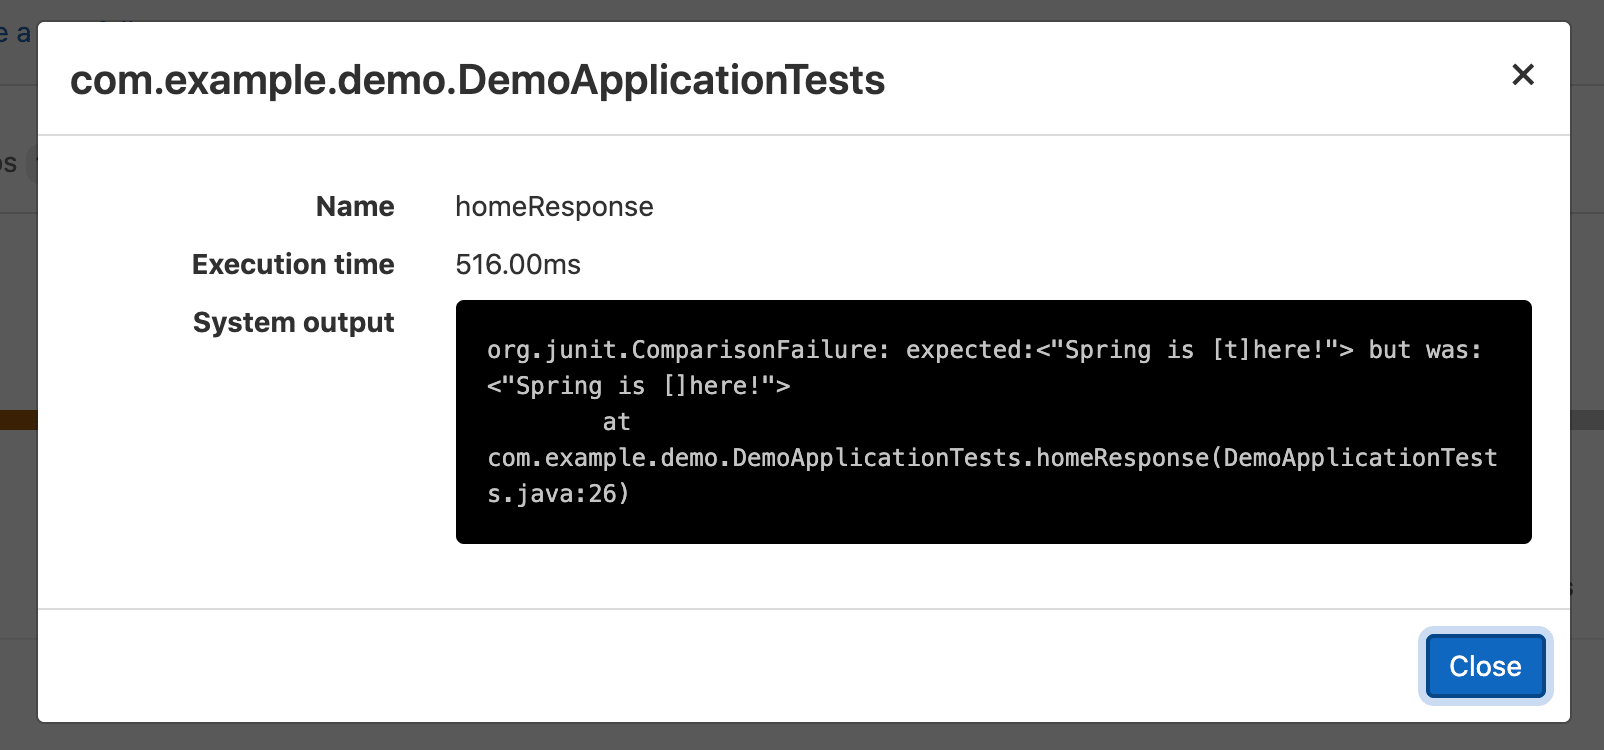 e a
com.example.demo.DemoApplicationTests
os
Name homeResponse
Execution time 516.00ms
System output
org.junit.ComparisonFailure: expected:<"Spring is [t]here!"> but was:
<"Spring is []here!">
at
com.example.demo.DemoApplicationTests.homeResponse(DemoApplicationTest
s.java:26)
Close